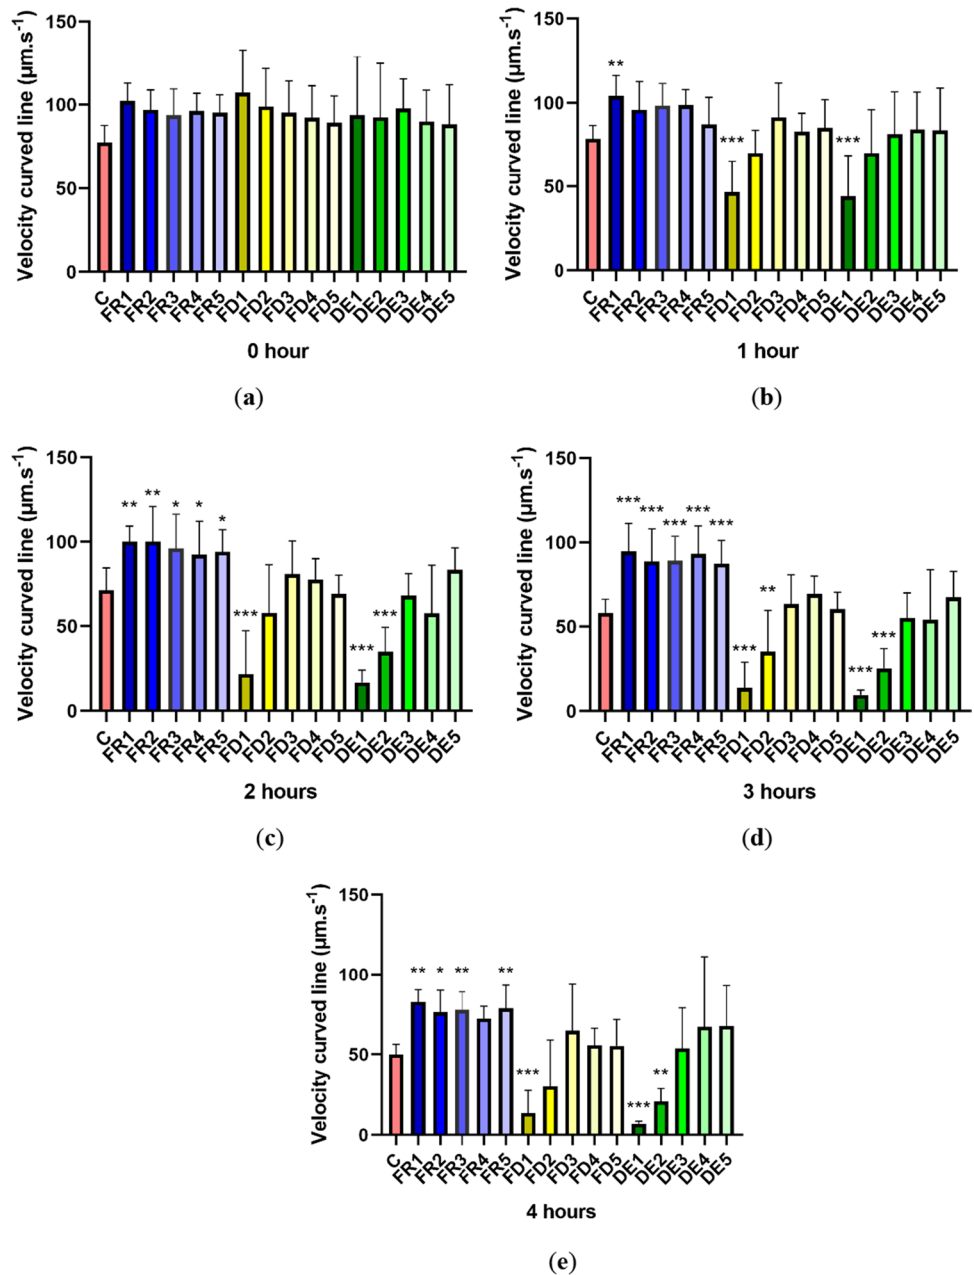 Velocity curved line (µm.s-1)
150
100
50
0
C FR1 FR2 FR3 FR4 FR5 FD1 FD2 FD3 FD4 FD5 DE1 DE2 DE3 DE4 DE5
0 hour
(a)
Velocity curved line (µm.s-1)
150
100
50
0
** *** ***
C FR1 FR2 FR3 FR4 FR5 FD1 FD2 FD3 FD4 FD5 DE1 DE2 DE3 DE4 DE5
1 hour
(b)
Velocity curved line (µm.s-1)
150
100
50
0
** ** * * * *** *** ***
C FR1 FR2 FR3 FR4 FR5 FD1 FD2 FD3 FD4 FD5 DE1 DE2 DE3 DE4 DE5
2 hours
(c)
Velocity curved line (µm.s-1)
150
100
50
0
*** *** *** *** *** *** ** *** ***
C FR1 FR2 FR3 FR4 FR5 FD1 FD2 FD3 FD4 FD5 DE1 DE2 DE3 DE4 DE5
3 hours
(d)
Velocity curved line (µm.s-1)
150
100
50
0
** * ** ** *** *** **
C FR1 FR2 FR3 FR4 FR5 FD1 FD2 FD3 FD4 FD5 DE1 DE2 DE3 DE4 DE5
4 hours
(e)